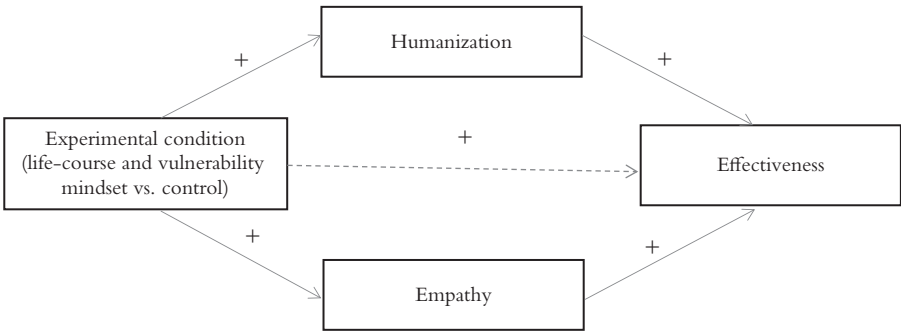 Humanization
+
+
Experimental condition
(life-course and vulnerability
mindset vs. control)
+
Effectiveness
+
+
Empathy